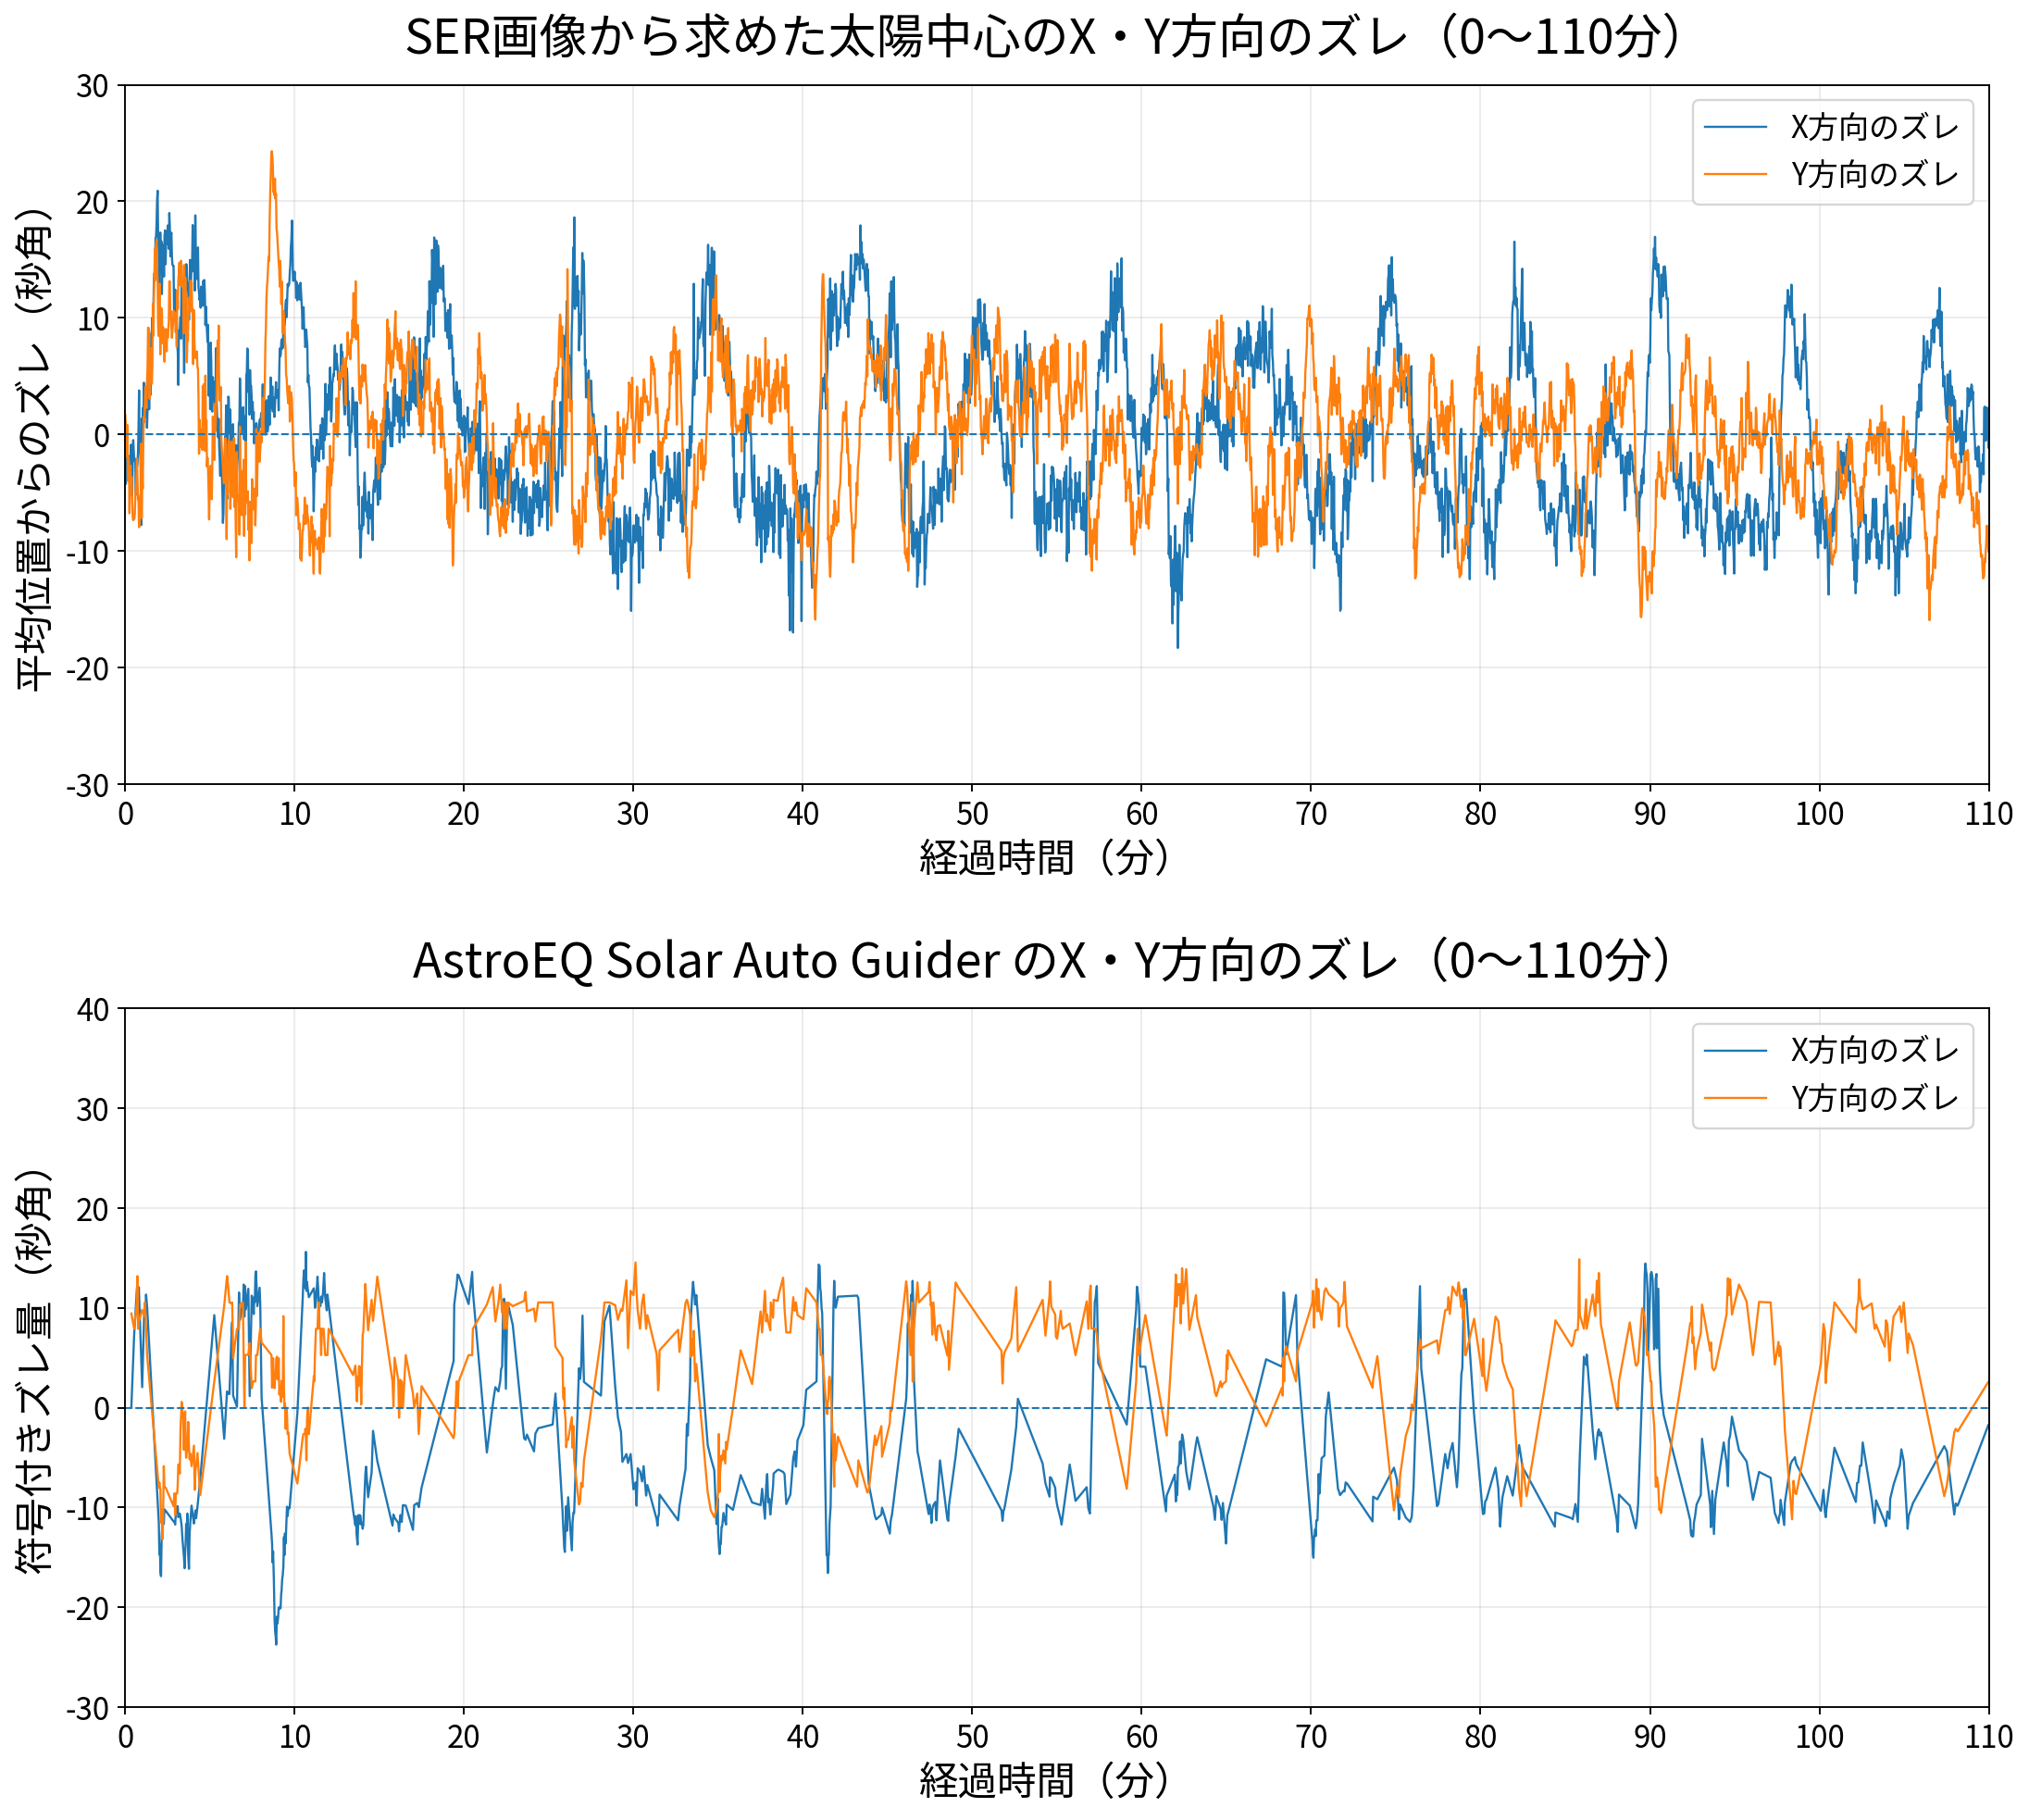 SER画像から求めた太陽中心のX・Y方向のズレ（0〜110分）
30
20
10
0
-10
-20
-30
平均位置からのズレ（秒角）
X方向のズレ
Y方向のズレ
0 10 20 30 40 50 60 70 80 90 100 110
経過時間（分）
AstroEQ Solar Auto Guider のX・Y方向のズレ（0〜110分）
40
30
20
10
0
-10
-20
-30
符号付きズレ量（秒角）
X方向のズレ
Y方向のズレ
0 10 20 30 40 50 60 70 80 90 100 110
経過時間（分）